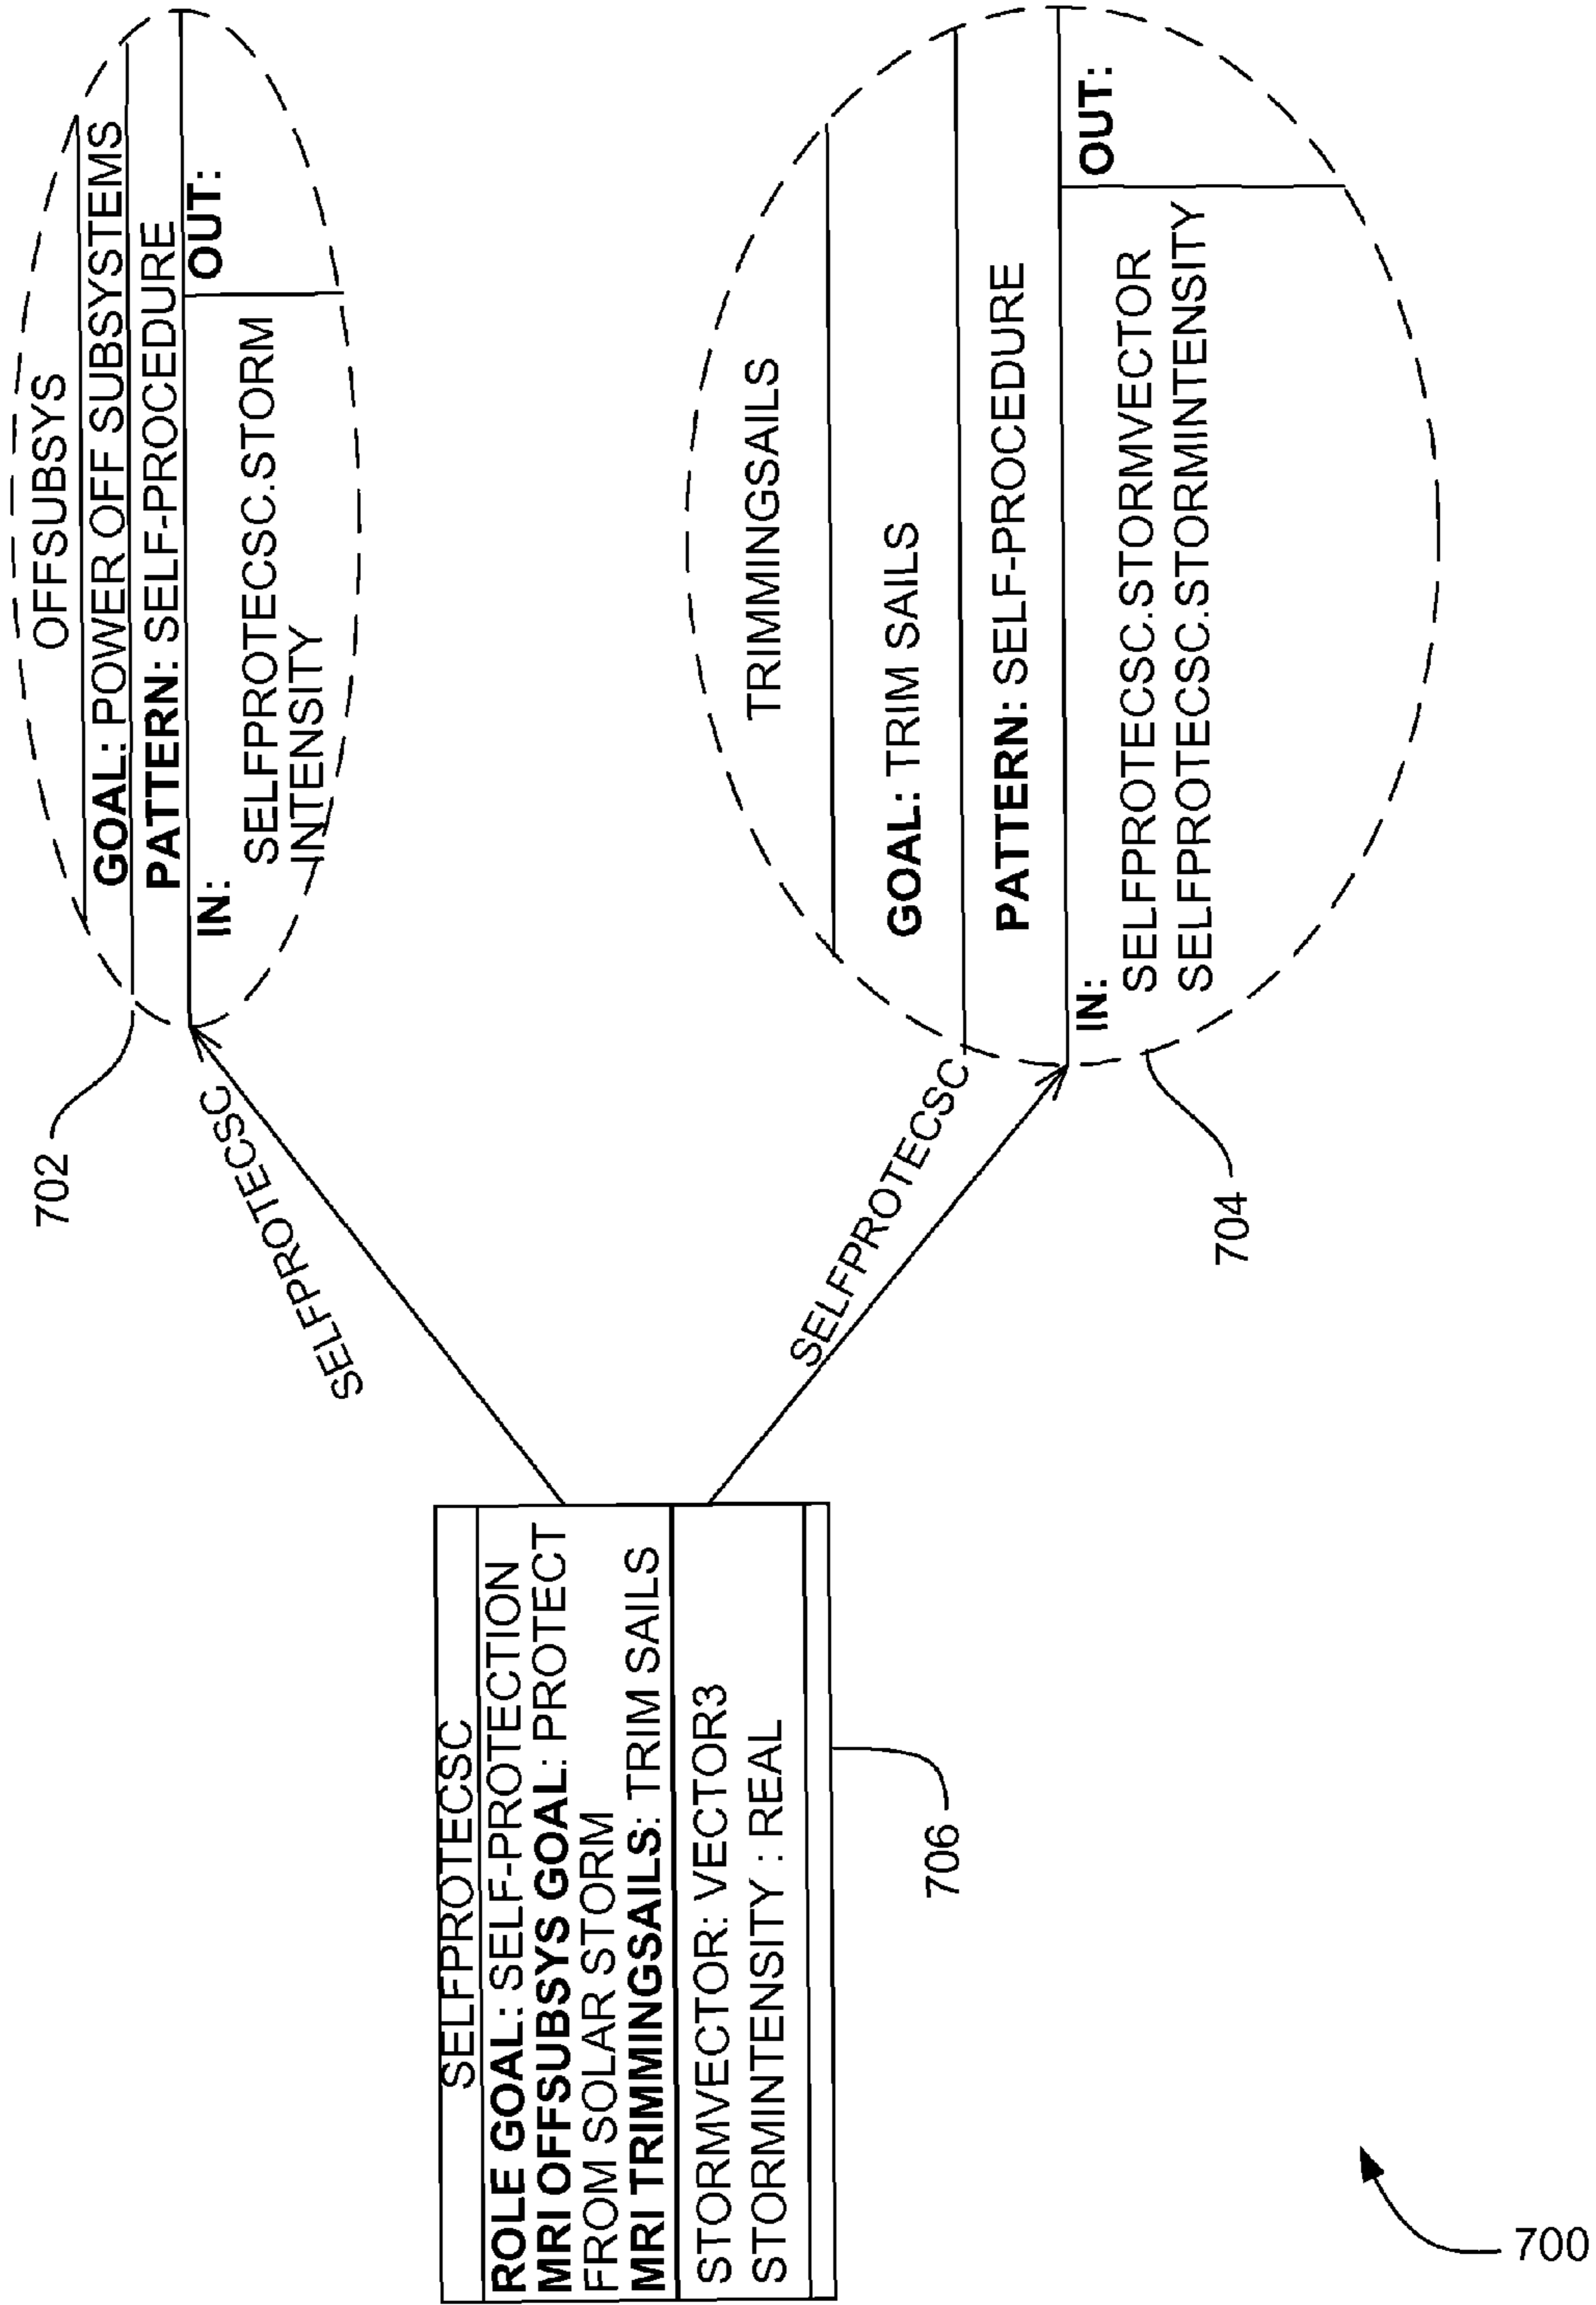 SELFPROTECSC
ROLE GOAL: SELF-PROTECTION
MRI OFFSUBSYS GOAL: PROTECT
FROM SOLAR STORM
MRI TRIMMINGSAILS: TRIM SAILS
STORMVECTOR: VECTOR3
STORMINTENSITY : REAL
706
700
SELFPROTECSC
SELFPROTECSC
702
OFFSUBSYS
GOAL: POWER OFF SUBSYSTEMS
PATTERN: SELF-PROCEDURE
IN:
OUT:
SELFPROTECSC.STORM
INTENSITY
704
TRIMMINGSAILS
GOAL: TRIM SAILS
PATTERN: SELF-PROCEDURE
IN:
OUT:
SELFPROTECSC.STORMVECTOR
SELFPROTECSC.STORMINTENSITY